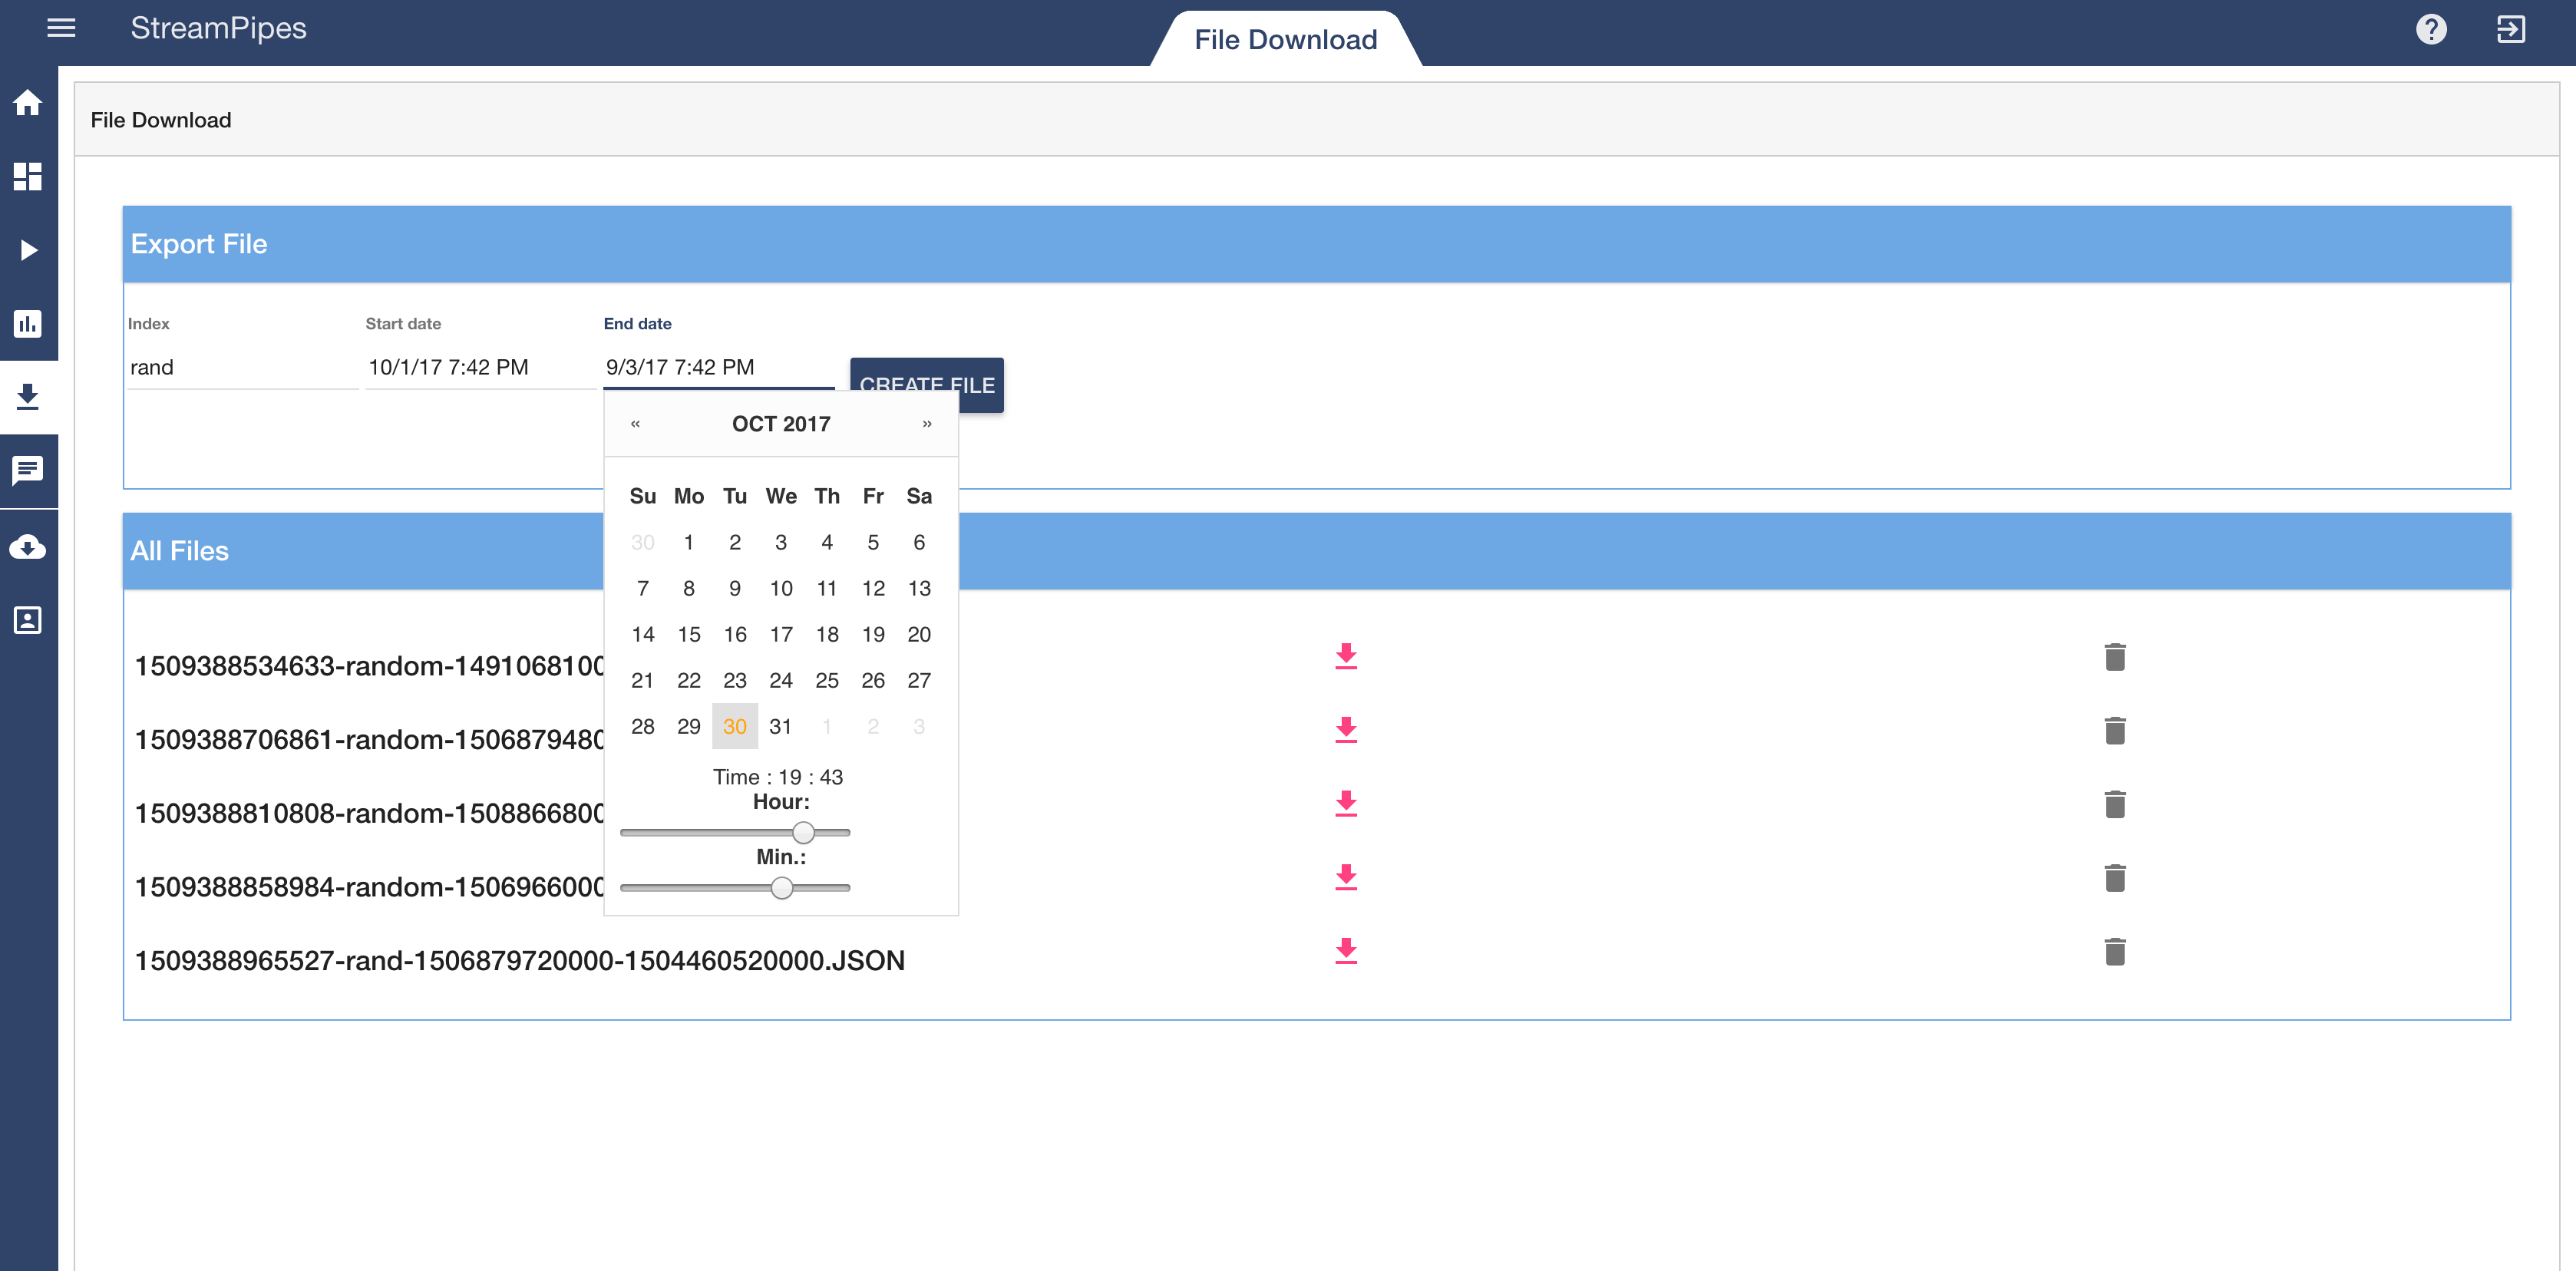 StreamPipes
File Download
File Download
Export File
Index Start date End date
rand 10/1/17 7:42 PM 9/3/17 7:42 PM
CREATE FILE
« OCT 2017 »
Su Mo Tu We Th Fr Sa
30 1 2 3 4 5 6
7 8 9 10 11 12 13
14 15 16 17 18 19 20
21 22 23 24 25 26 27
28 29 30 31 1 2 3
Time : 19 : 43
Hour:
Min.:
All Files
1509388534633-random-149106810
1509388706861-random-150687948
1509388810808-random-150886680
1509388858984-random-150696600
1509388965527-rand-1506879720000-1504460520000.JSON